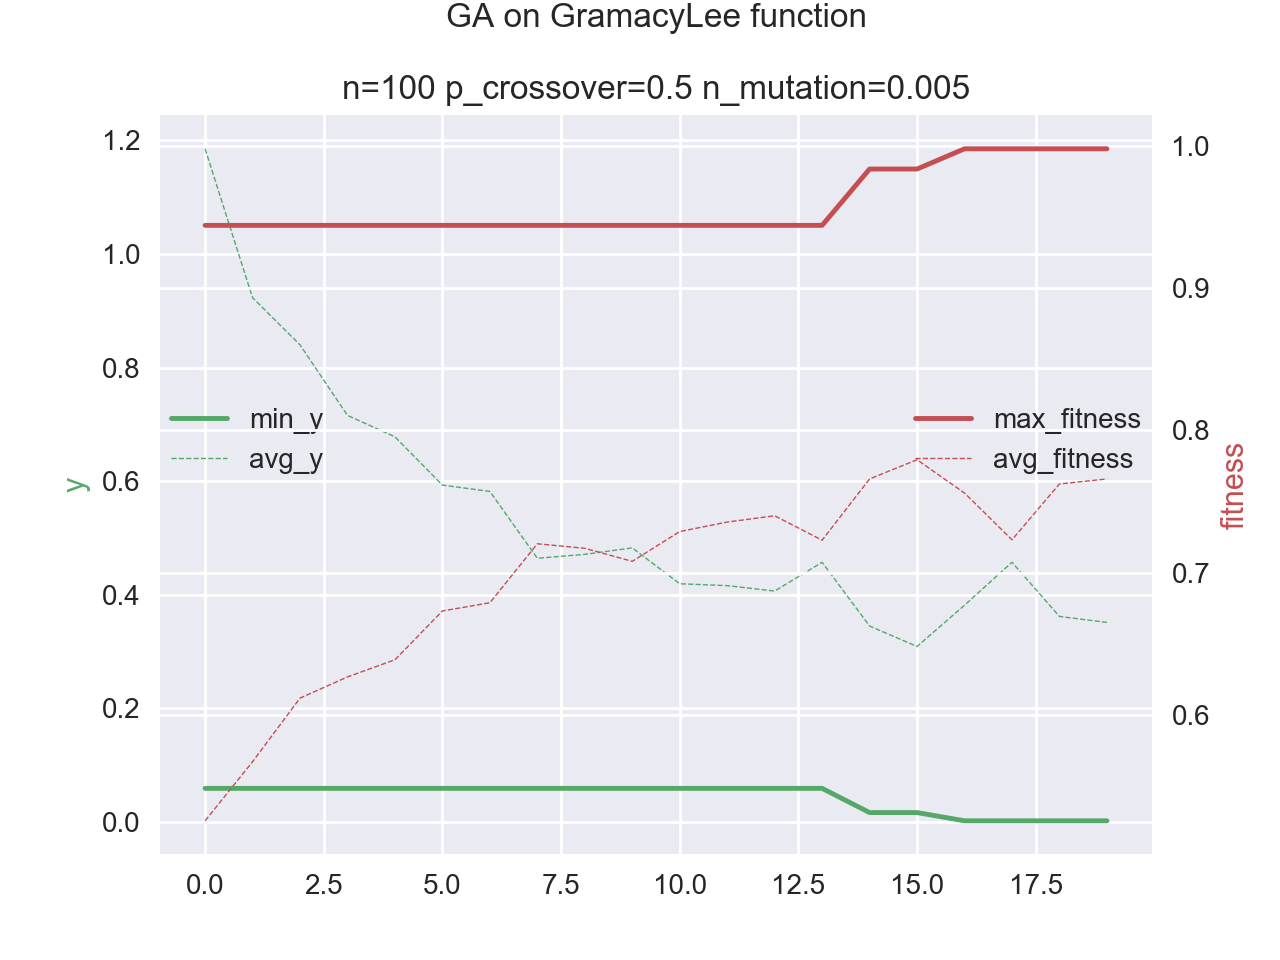 GA on GramacyLee function
n=100 p_crossover=0.5 n_mutation=0.005
1.2
1.0
0.8
0.6
0.4
0.2
0.0
y
min_y
avg_y
max_fitness
avg_fitness
1.0
0.9
0.8
0.7
0.6
fitness
0.0 2.5 5.0 7.5 10.0 12.5 15.0 17.5